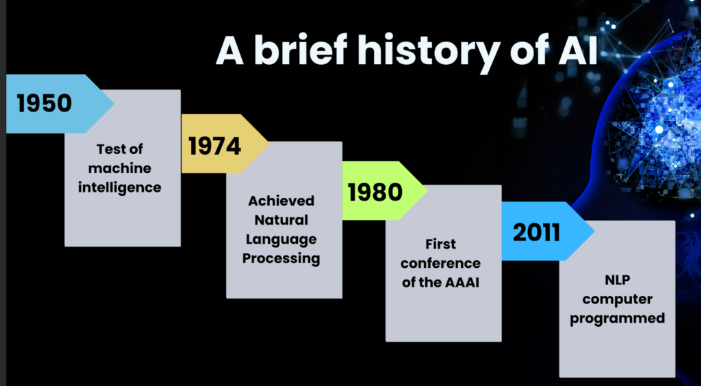 A brief history of AI
1950
Test of
machine
intelligence
1974
Achieved
Natural
Language
Processing
1980
First
conference
of the AAAI
2011
NLP
computer
programmed